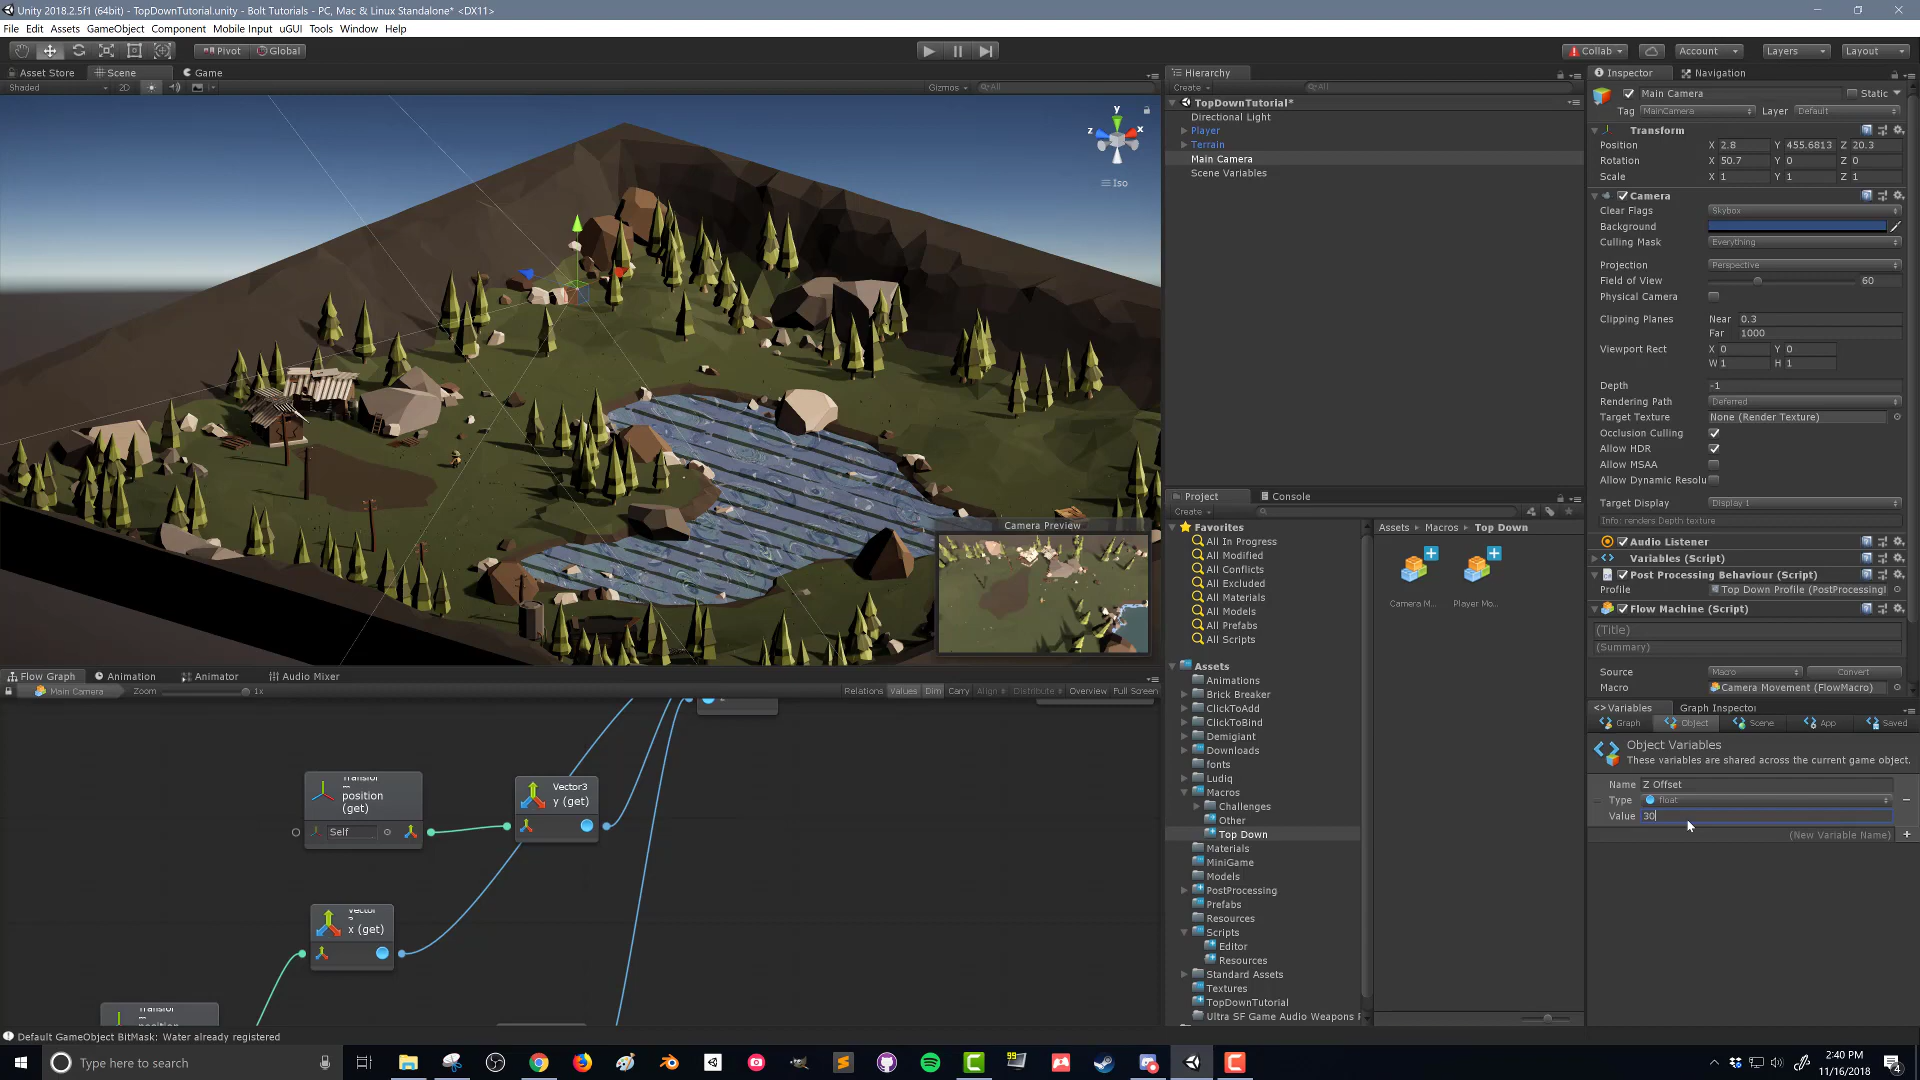 Unity 2018.2.5f1 (64bit) - TopDownTutorial.unity - Bolt Tutorials - PC, Mac & Linux Standalone* <DX11>
File Edit Assets GameObject Component Mobile Input uGUI Tools Window Help
Pivot Global Collab Account Layers Layout
Asset Store Scene Game
Shaded 2D Gizmos All
y
z x
Iso
Camera Preview
Hierarchy
Create All
TopDownTutorial*
Directional Light
Player
Terrain
Main Camera
Scene Variables
Inspector Navigation
Main Camera Static
Tag MainCamera Layer Default
Transform
Position X 2.8 Y 455.6813 Z 20.3
Rotation X 50.7 Y 0 Z 0
Scale X 1 Y 1 Z 1
Camera
Clear Flags Skybox
Background
Culling Mask Everything
Projection Perspective
Field of View 60
Physical Camera
Clipping Planes Near 0.3
Far 1000
Viewport Rect X 0 Y 0
W 1 H 1
Depth -1
Rendering Path Deferred
Target Texture None (Render Texture)
Occlusion Culling
Allow HDR
Allow MSAA
Allow Dynamic Resolu
Target Display Display 1
Info: renders Depth texture
Audio Listener
Variables (Script)
Post Processing Behaviour (Script)
Profile Top Down Profile (PostProcessing
Flow Machine (Script)
(Title)
(Summary)
Source Macro Convert
Macro Camera Movement (FlowMacro)
Project Console
Create
Favorites
All In Progress
All Modified
All Conflicts
All Excluded
All Materials
All Models
All Prefabs
All Scripts
Assets
Animations
Brick Breaker
ClickToAdd
ClickToBind
Demigiant
Downloads
fonts
Ludiq
Macros
Challenges
Other
Top Down
Materials
MiniGame
Models
PostProcessing
Prefabs
Resources
Scripts
Editor
Resources
Standard Assets
Textures
TopDownTutorial
Ultra SF Game Audio Weapons P
Assets Macros Top Down
Camera M... Player Mo...
Variables Graph Inspector
Graph Object Scene App Saved
Object Variables
These variables are shared across the current game object.
Name Z Offset
Type float
Value 30
(New Variable Name)
Flow Graph Animation Animator Audio Mixer
Main Camera Zoom 1x Relations Values Dim Carry Align Distribute Overview Full Screen
position
(get)
Self
Vector3
y (get)
x (get)
Default GameObject BitMask: Water already registered
Type here to search
99
2:40 PM
11/16/2018
4